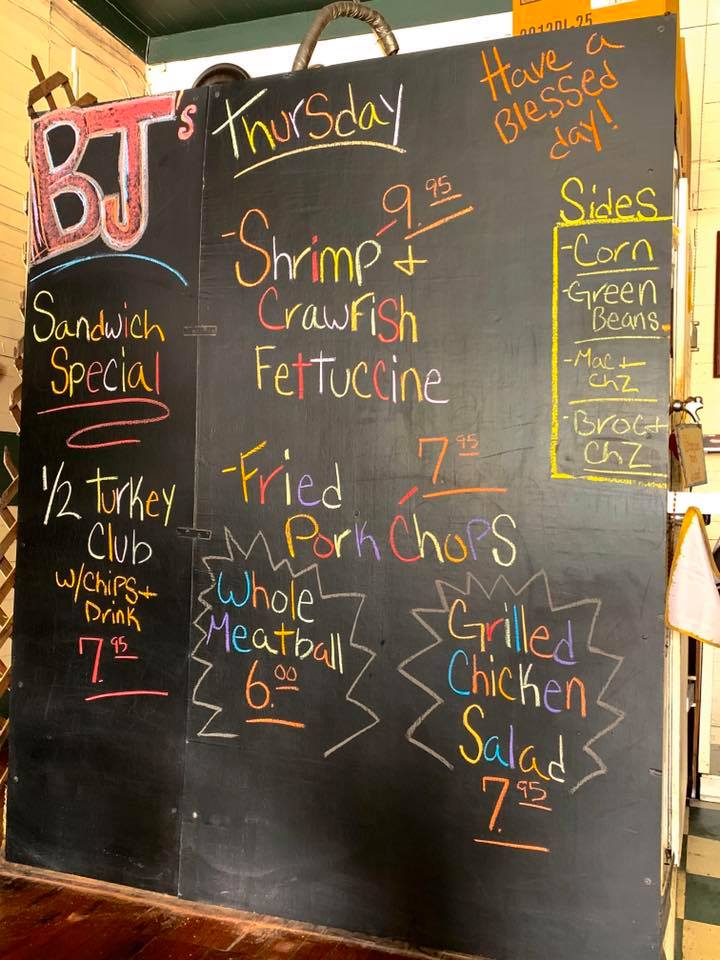 BJ's
Sandwich
Special
1/2 Turkey
Club
w/chips +
Drink
7.95
Thursday
9.95
- Shrimp +
Crawfish
Fettuccine
7.95
- Fried
Pork Chops
Whole
Meatball
6.00
Grilled
Chicken
Salad
7.95
Have a
Blessed
day!
Sides
- Corn
- Green
Beans
- Mac +
chz
- Broc +
chz